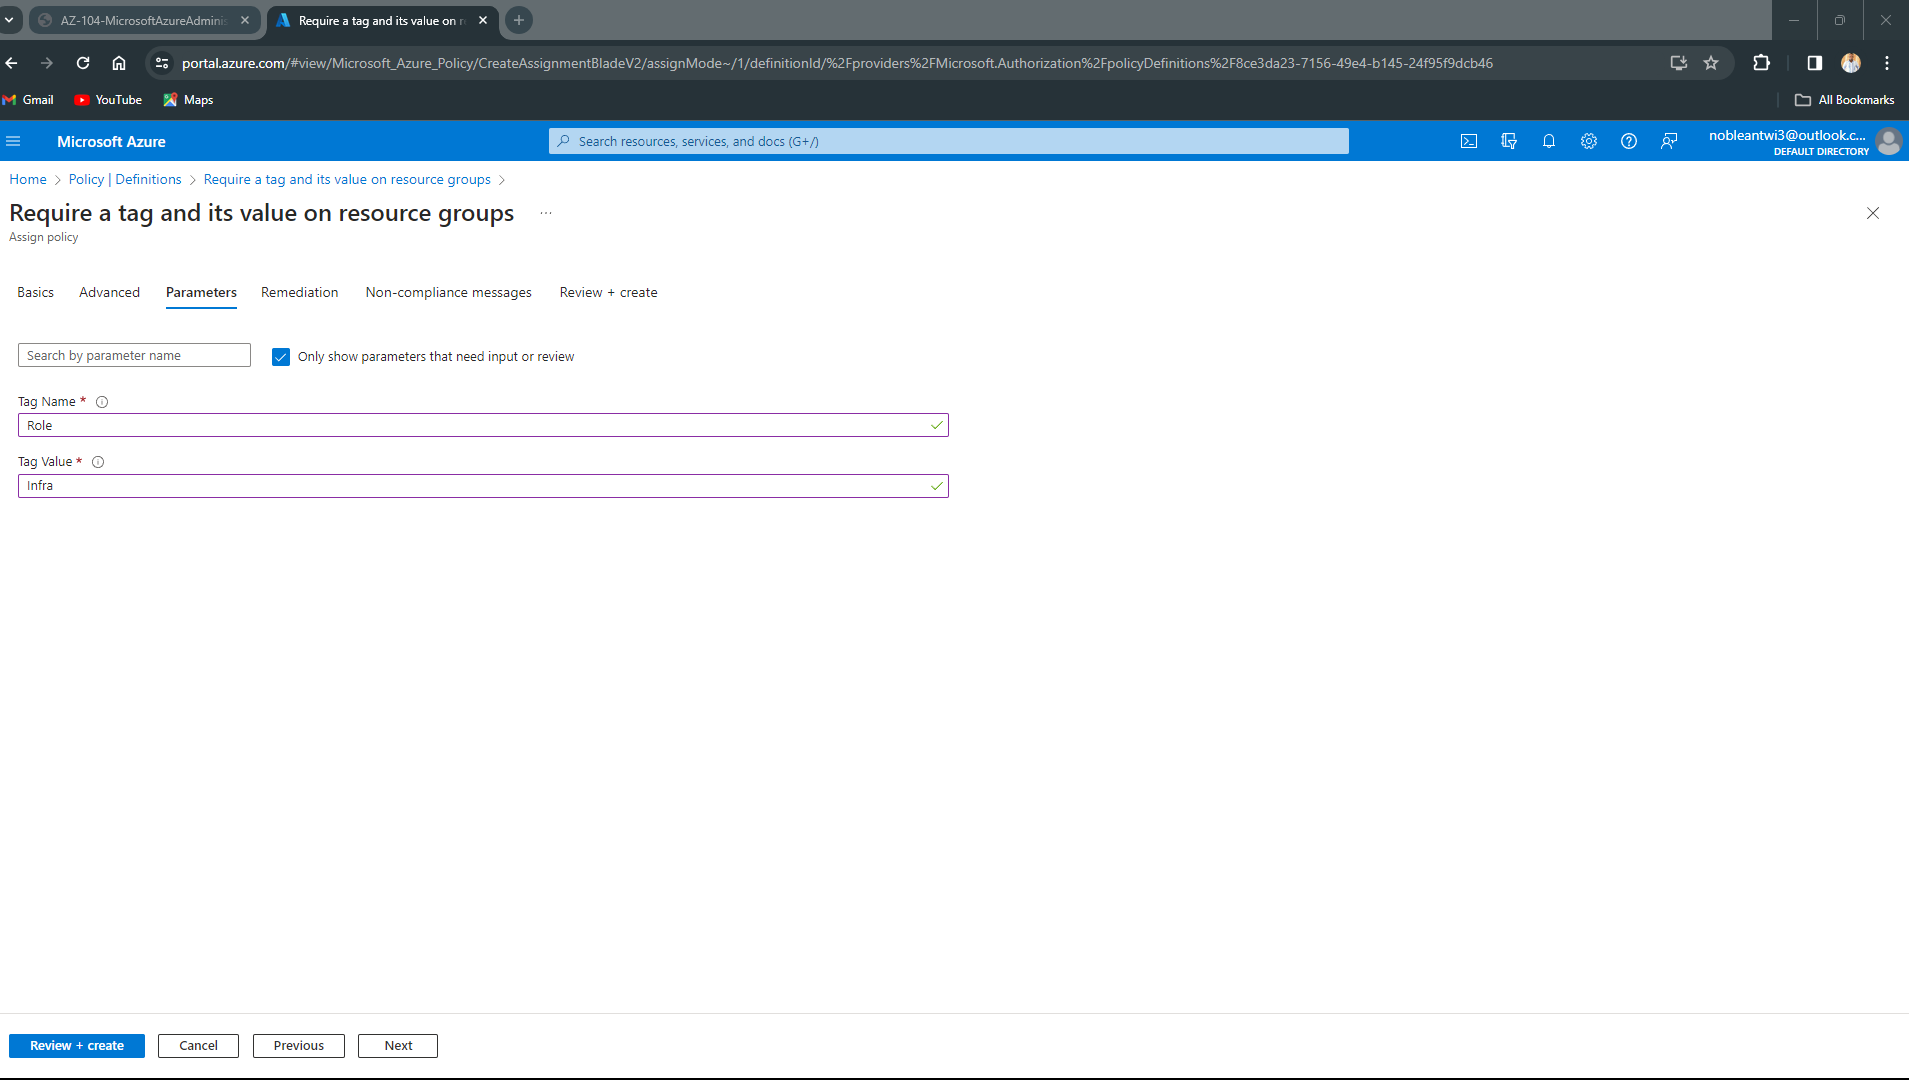 AZ-104-MicrosoftAzureAdminis
Require a tag and its value on r
portal.azure.com/#view/Microsoft_Azure_Policy/CreateAssignmentBladeV2/assignMode~/1/definitionId/%2Fproviders%2FMicrosoft.Authorization%2FpolicyDefinitions%2F8ce3da23-7156-49e4-b145-24f95f9dcb46
Gmail YouTube Maps All Bookmarks
Microsoft Azure Search resources, services, and docs (G+/) nobleantwi3@outlook.c...
DEFAULT DIRECTORY
Home > Policy | Definitions > Require a tag and its value on resource groups >
Require a tag and its value on resource groups ...
Assign policy
Basics Advanced Parameters Remediation Non-compliance messages Review + create
Search by parameter name Only show parameters that need input or review
Tag Name *
Role
Tag Value *
Infra
Review + create Cancel Previous Next